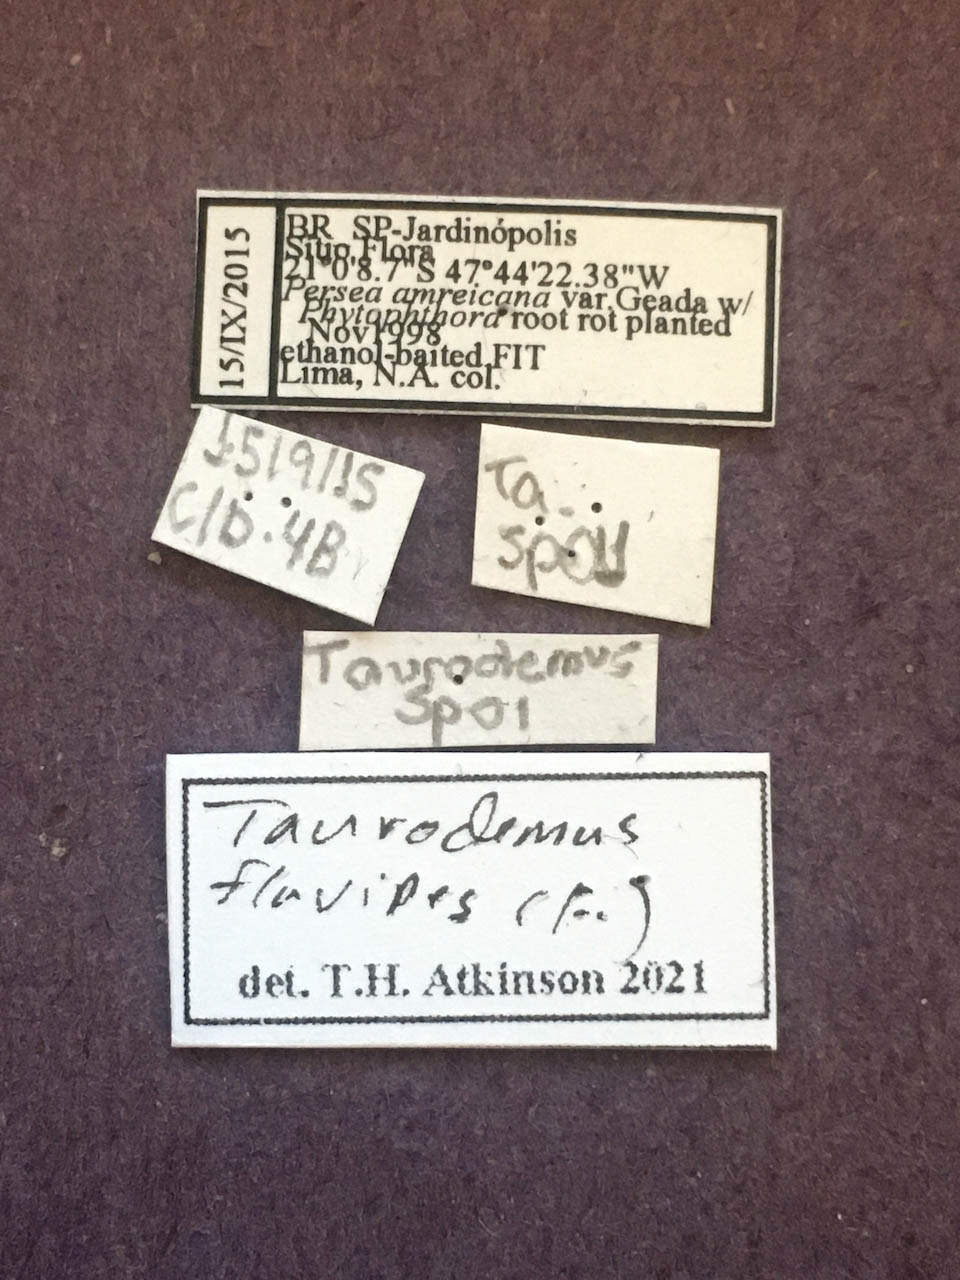 15/IX/2015
BR SP-Jardinópolis
Sitio Flora
21°0'8.7"S 47°44'22.38"W
Persea amreicana var.Geada w/
Phytophthora root rot planted
Nov1998
ethanol-baited FIT
Lima, N.A. col.
15/9/15
C/b. 4B
Ta.
Taurodemus
Sp01
Taurodemus
flavipes (F.)
det. T.H. Atkinson 2021